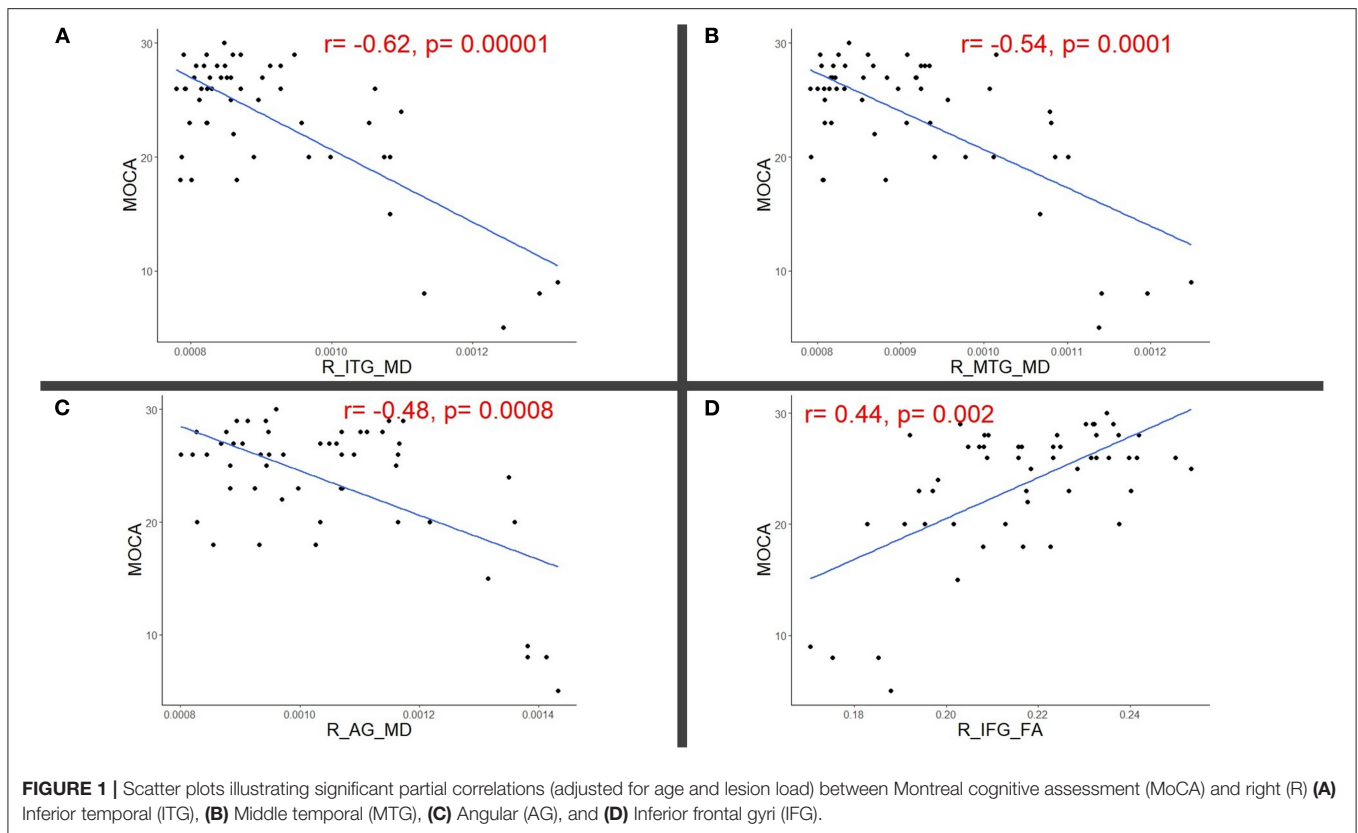 A
r= -0.62, p= 0.00001
30
20
10
MOCA
0.0008
0.0010
0.0012
R_ITG_MD
B
r= -0.54, p= 0.0001
30
20
10
MOCA
0.0008
0.0009
0.0010
0.0011
0.0012
R_MTG_MD
C
r= -0.48, p= 0.0008
30
20
10
MOCA
0.0008
0.0010
0.0012
0.0014
R_AG_MD
D
r= 0.44, p= 0.002
30
20
10
MOCA
0.18
0.20
0.22
0.24
R_IFG_FA
FIGURE 1 | Scatter plots illustrating significant partial correlations (adjusted for age and lesion load) between Montreal cognitive assessment (MoCA) and right (R) (A)
Inferior temporal (ITG), (B) Middle temporal (MTG), (C) Angular (AG), and (D) Inferior frontal gyri (IFG).